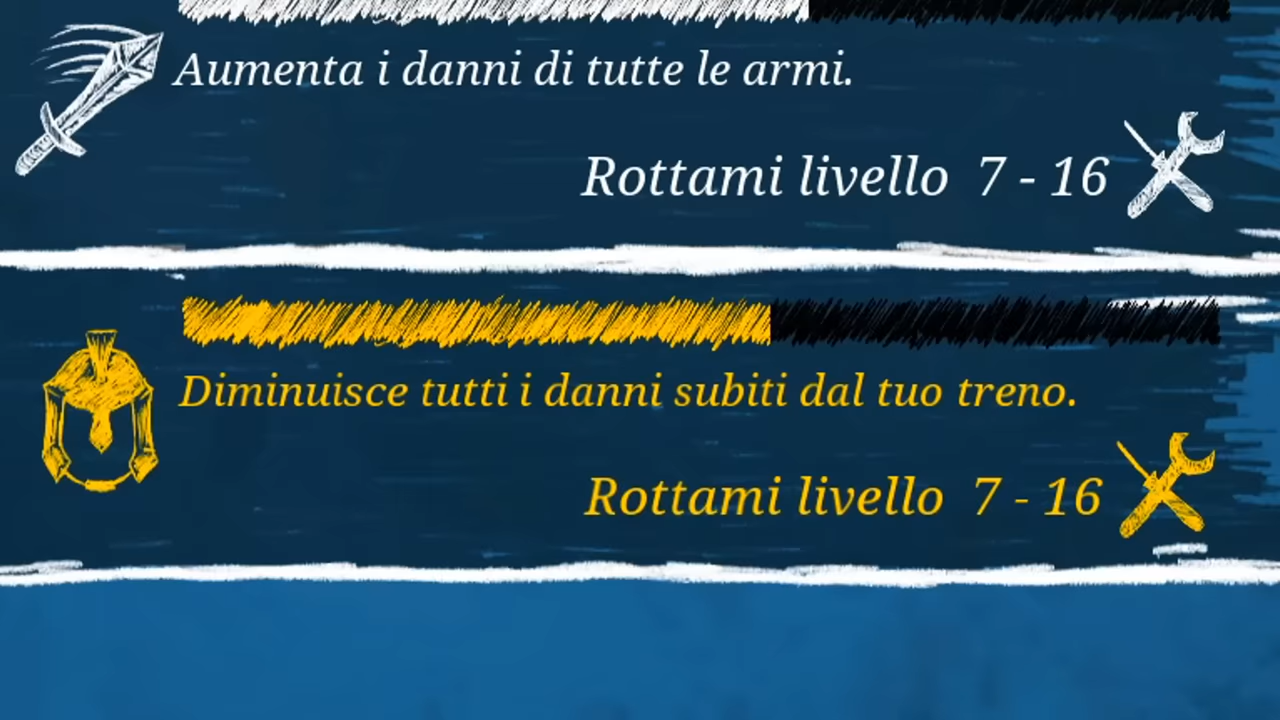 Aumenta i danni di tutte le armi.
Rottami livello 7 - 16
Diminuisce tutti i danni subiti dal tuo treno.
Rottami livello 7 - 16